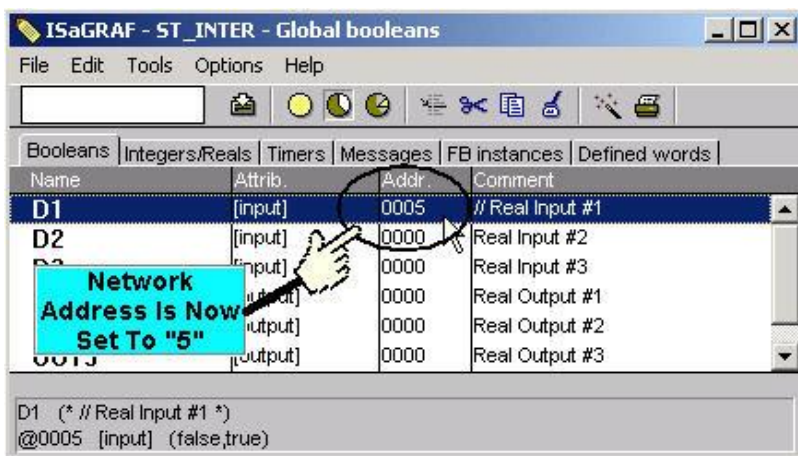 ISaGRAF - ST_INTER - Global booleans
File Edit Tools Options Help
Booleans Integers/Reals Timers Messages FB instances Defined words
Name Attrib. Addr. Comment
D1 [input] 0005 // Real Input #1
D2 [input] 0000 Real Input #2
[input] 0000 Real Input #3
0000 Real Output #1
0000 Real Output #2
[output] 0000 Real Output #3
Network
Address Is Now
Set To "5"
D1 (* // Real Input #1 *)
@0005 [input] (false,true)